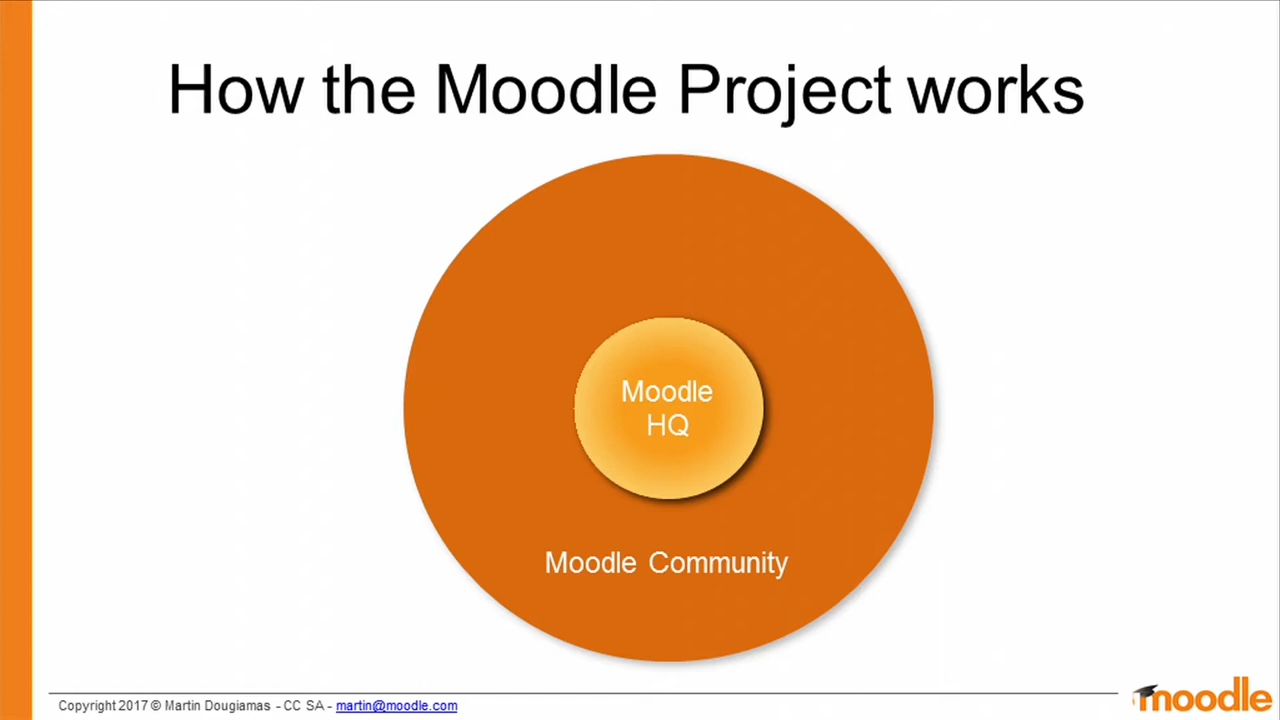 How the Moodle Project works
Moodle
HQ
Moodle Community
Copyright 2017 © Martin Dougiamas - CC SA - martin@moodle.com
moodle